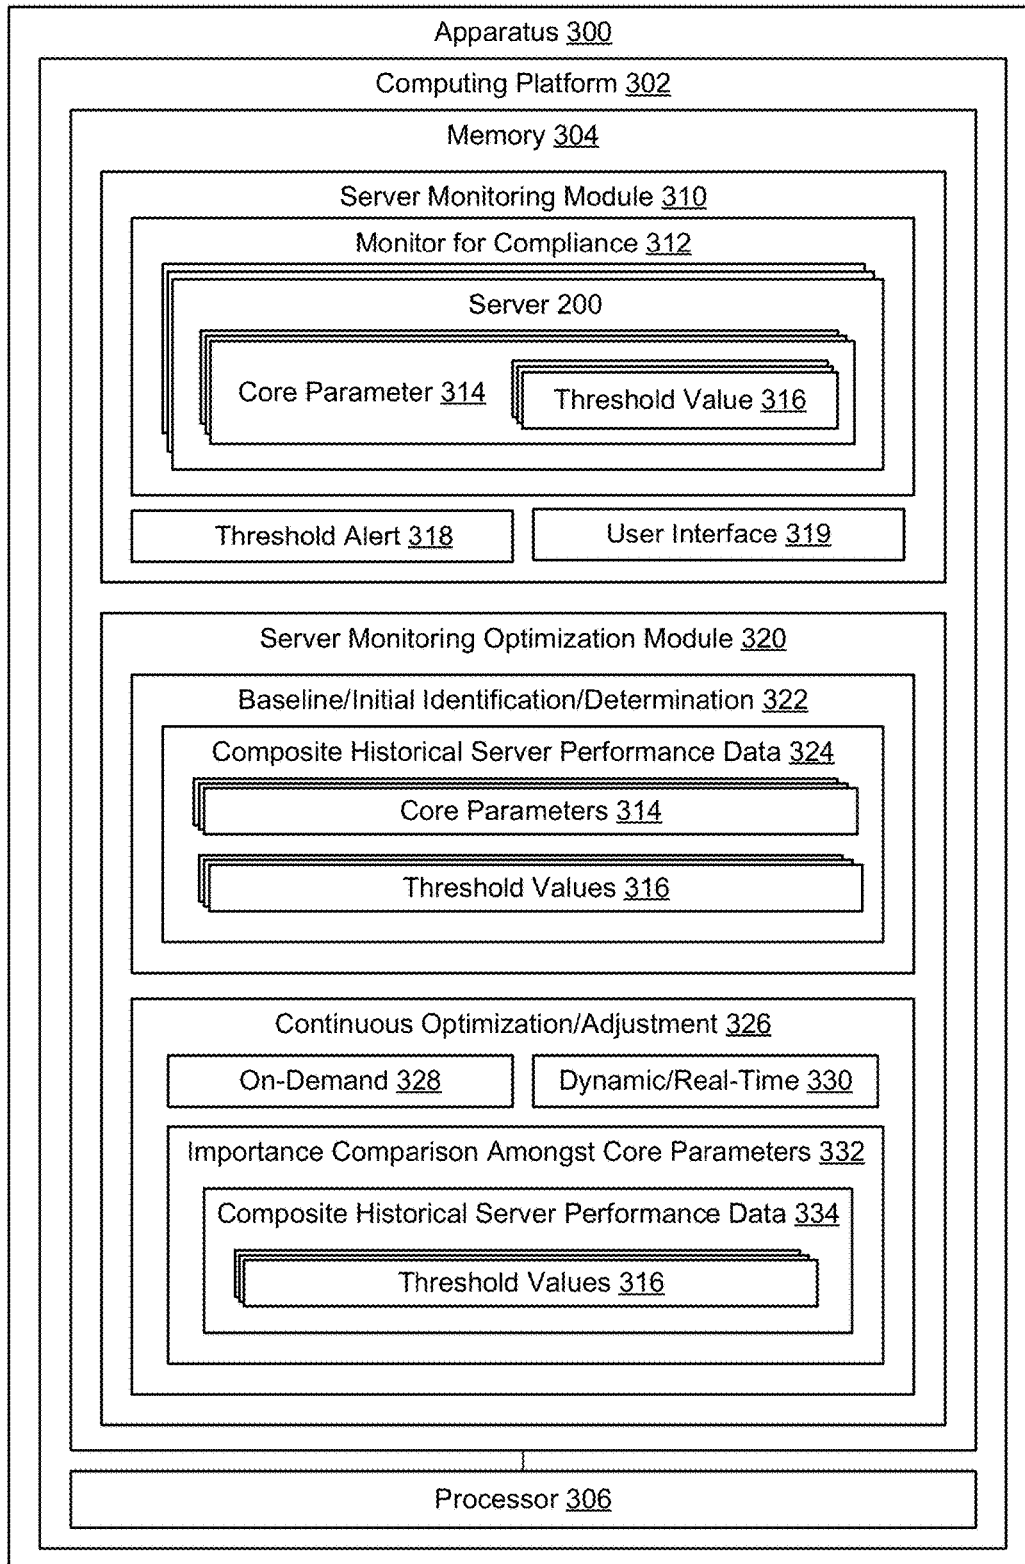 Apparatus 300
Computing Platform 302
Memory 304
Server Monitoring Module 310
Monitor for Compliance 312
Server 200
Core Parameter 314
Threshold Value 316
Threshold Alert 318
User Interface 319
Server Monitoring Optimization Module 320
Baseline/Initial Identification/Determination 322
Composite Historical Server Performance Data 324
Core Parameters 314
Threshold Values 316
Continuous Optimization/Adjustment 326
On-Demand 328
Dynamic/Real-Time 330
Importance Comparison Amongst Core Parameters 332
Composite Historical Server Performance Data 334
Threshold Values 316
Processor 306